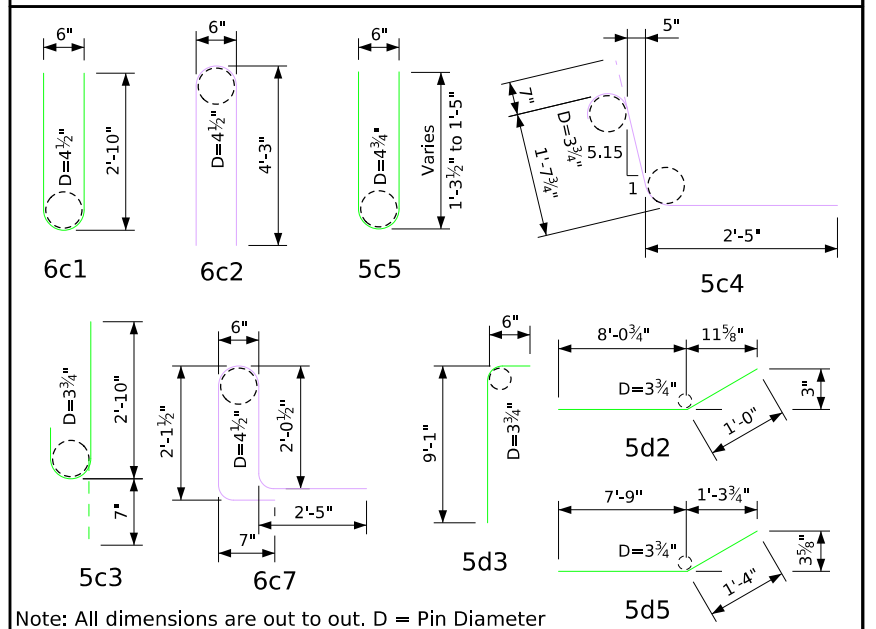 6"
6"
6"
5"
D=4½"
2'-10"
D=4½"
4'-3"
D=4¾"
Varies
1'-3½" to 1'-5"
7"
D=3¾"
5.15
1
1'-7¾"
2'-5"
6c1
6c2
5c5
5c4
D=3¾"
2'-10"
7"
5c3
6"
2'-1½"
D=4½"
2'-0½"
2'-5"
7"
6c7
6"
9'-1"
D=3¾"
5d3
8'-0¾"
11⅝"
D=3¾"
3"
1'-0"
5d2
7'-9"
1'-3¾"
D=3¾"
3⅝"
1'-4"
5d5
Note: All dimensions are out to out. D = Pin Diameter